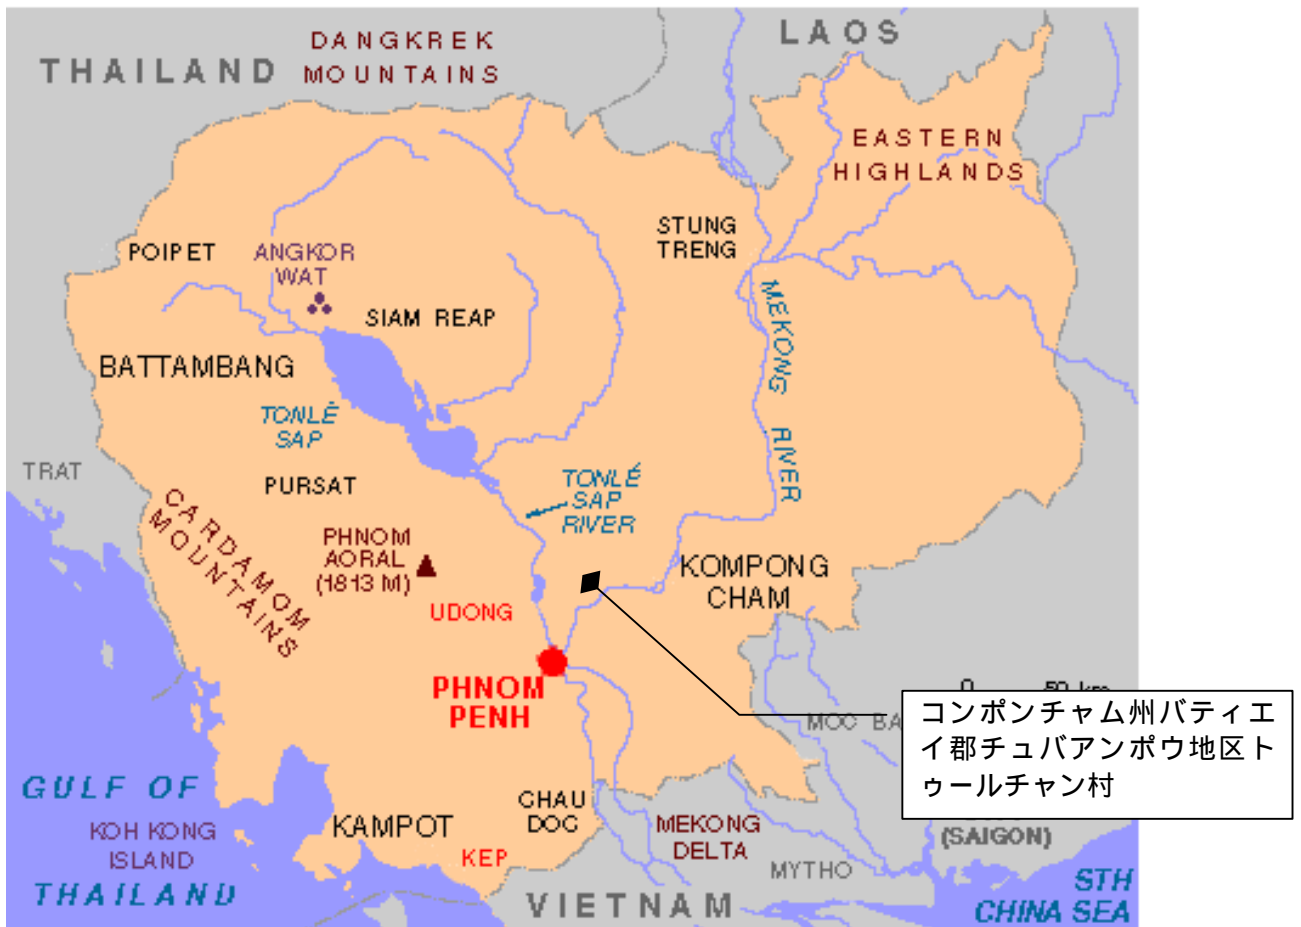 LAOS
DANGKREK
MOUNTAINS
THAILAND
EASTERN
HIGHLANDS
STUNG
TRENG
POIPET
ANGKOR
WAT
SIAM REAP
MEKONG RIVER
BATTAMBANG
TONLÉ
SAP
TRAT
PURSAT
TONLÉ
SAP
RIVER
CARDAMOM
MOUNTAINS
PHNOM
AORAL
(1813 M)
KOMPONG
CHAM
UDONG
PHNOM
PENH
コンポンチャム州バティエ
イ郡チュバアンポウ地区ト
ゥールチャン村
MOC BA
GULF OF
THAILAND
KOH KONG
ISLAND
KAMPOT
CHAU
DOC
KEP
MEKONG
DELTA
(SAIGON)
MYTHO
VIETNAM
STH
CHINA SEA